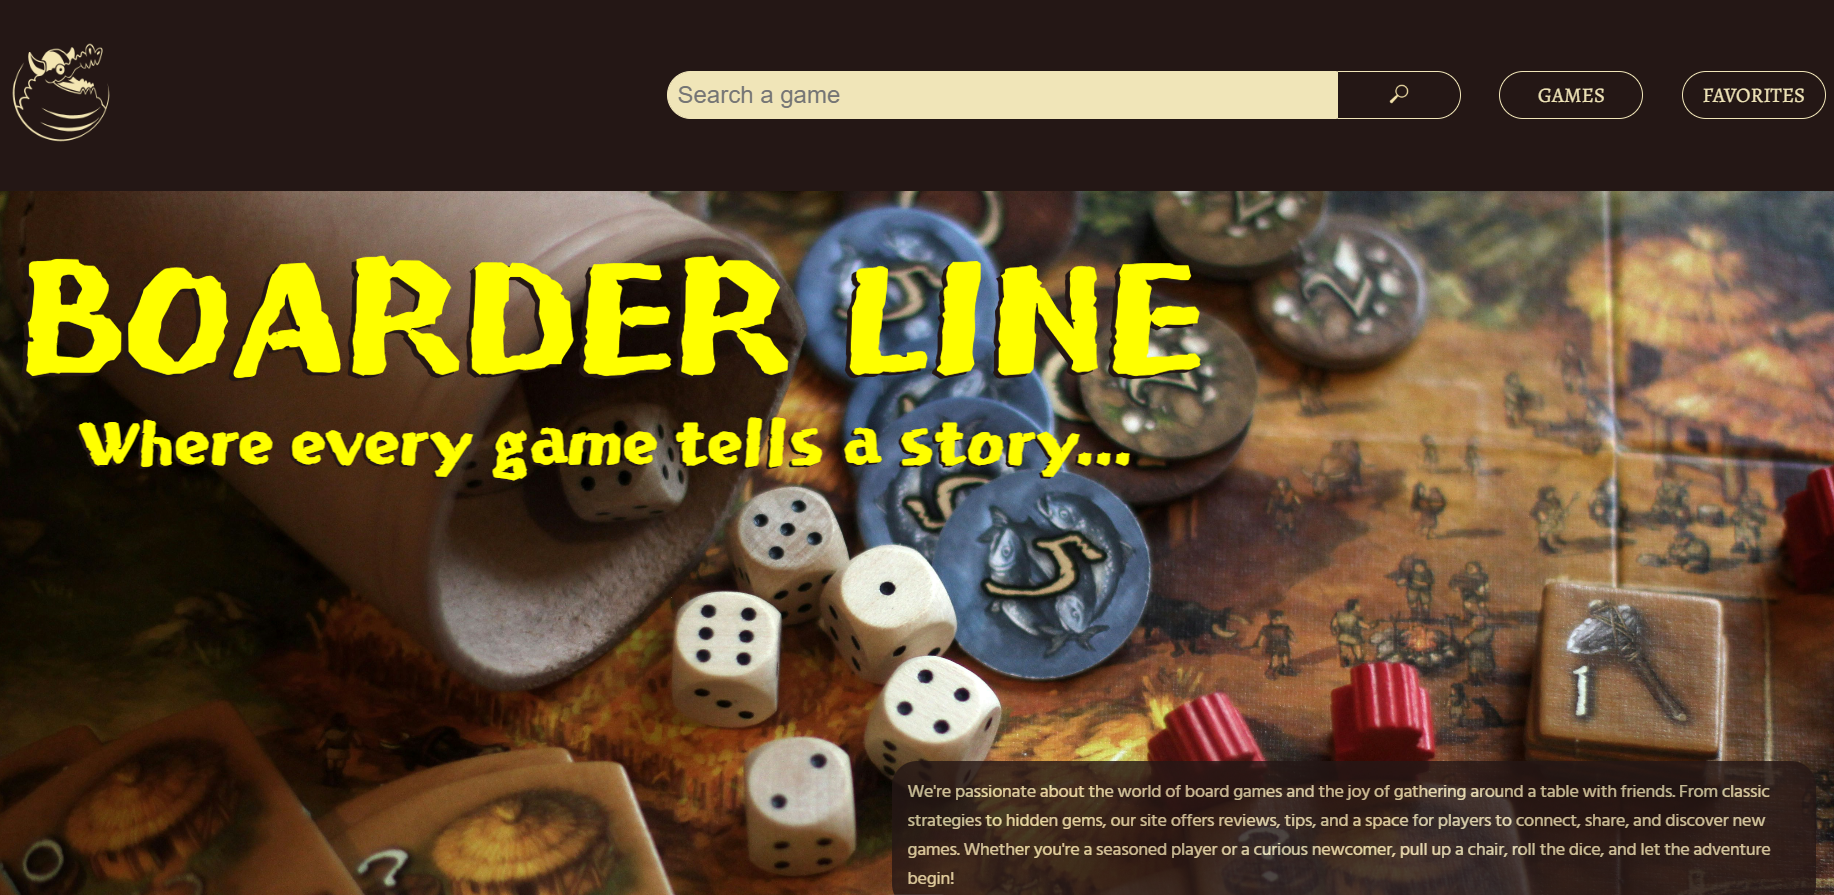 Search a game
GAMES
FAVORITES
BOARDER LINE
Where every game tells a story...
1
We're passionate about the world of board games and the joy of gathering around a table with friends. From classic
strategies to hidden gems, our site offers reviews, tips, and a space for players to connect, share, and discover new
games. Whether you're a seasoned player or a curious newcomer, pull up a chair, roll the dice, and let the adventure
begin!
?